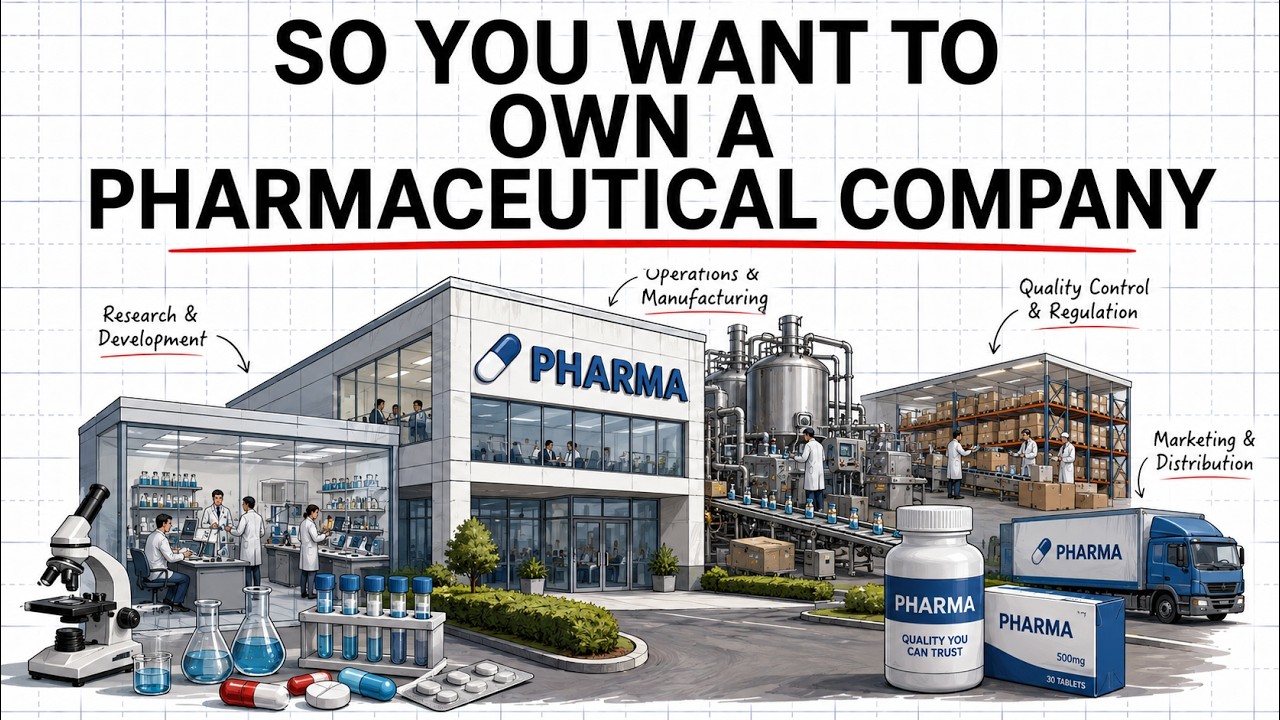 SO YOU WANT TO
OWN A
PHARMACEUTICAL COMPANY
Research &
Development
Operations &
Manufacturing
Quality Control
& Regulation
Marketing &
Distribution
PHARMA
PHARMA
PHARMA
QUALITY YOU
CAN TRUST
PHARMA
500mg
30 TABLETS